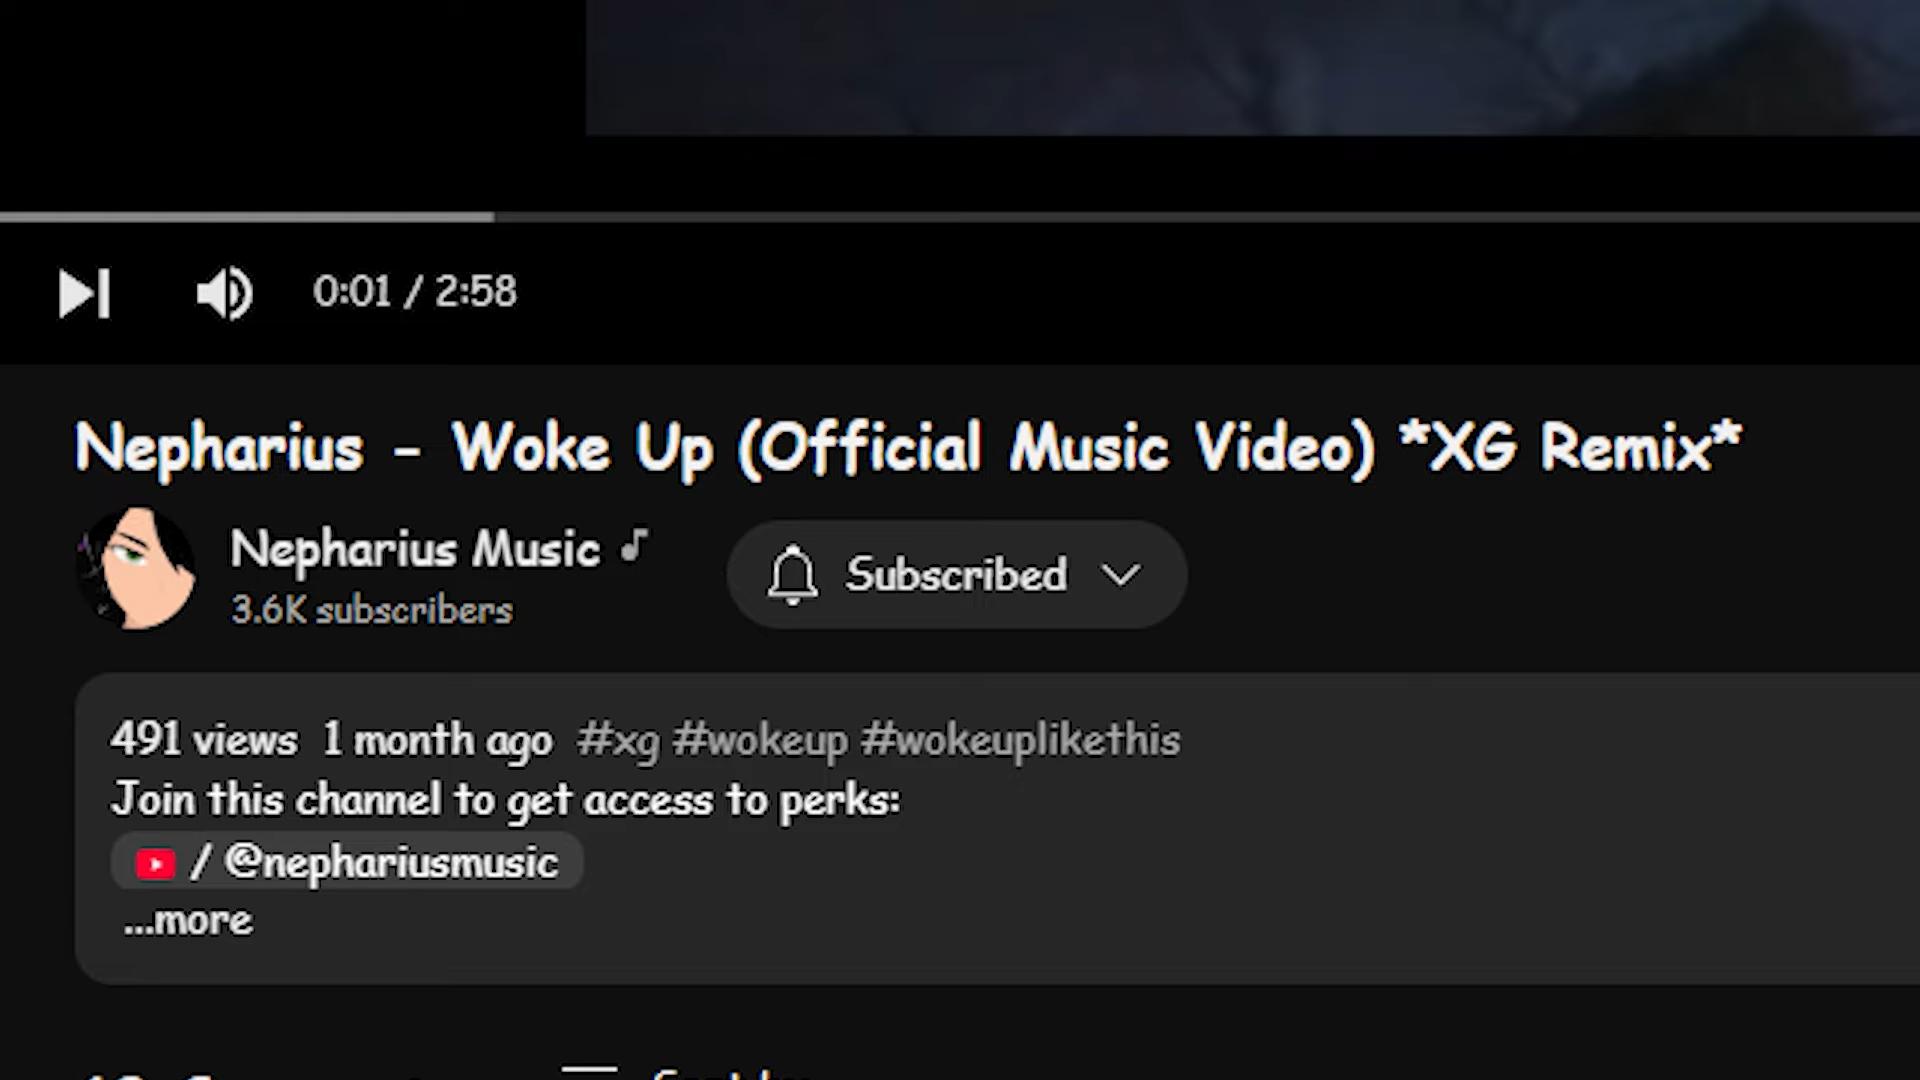 0:01 / 2:58
Nepharius - Woke Up (Official Music Video) *XG Remix*
Nepharius Music
Subscribed
3.6K subscribers
491 views 1 month ago #xg #wokeup #wokeuplikethis
Join this channel to get access to perks:
/ @nephariusmusic
...more